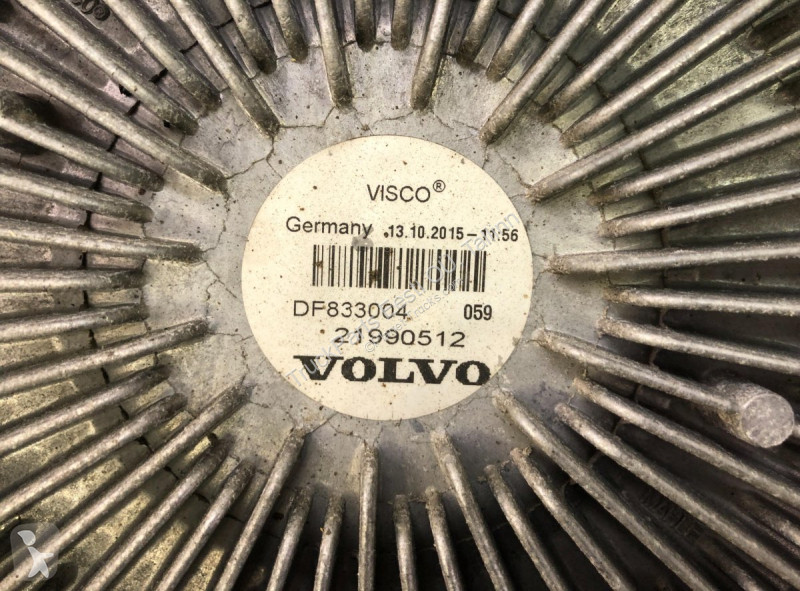 VISCO®
Germany 13.10.2015-11:56
DF833004 059
21990512
VOLVO